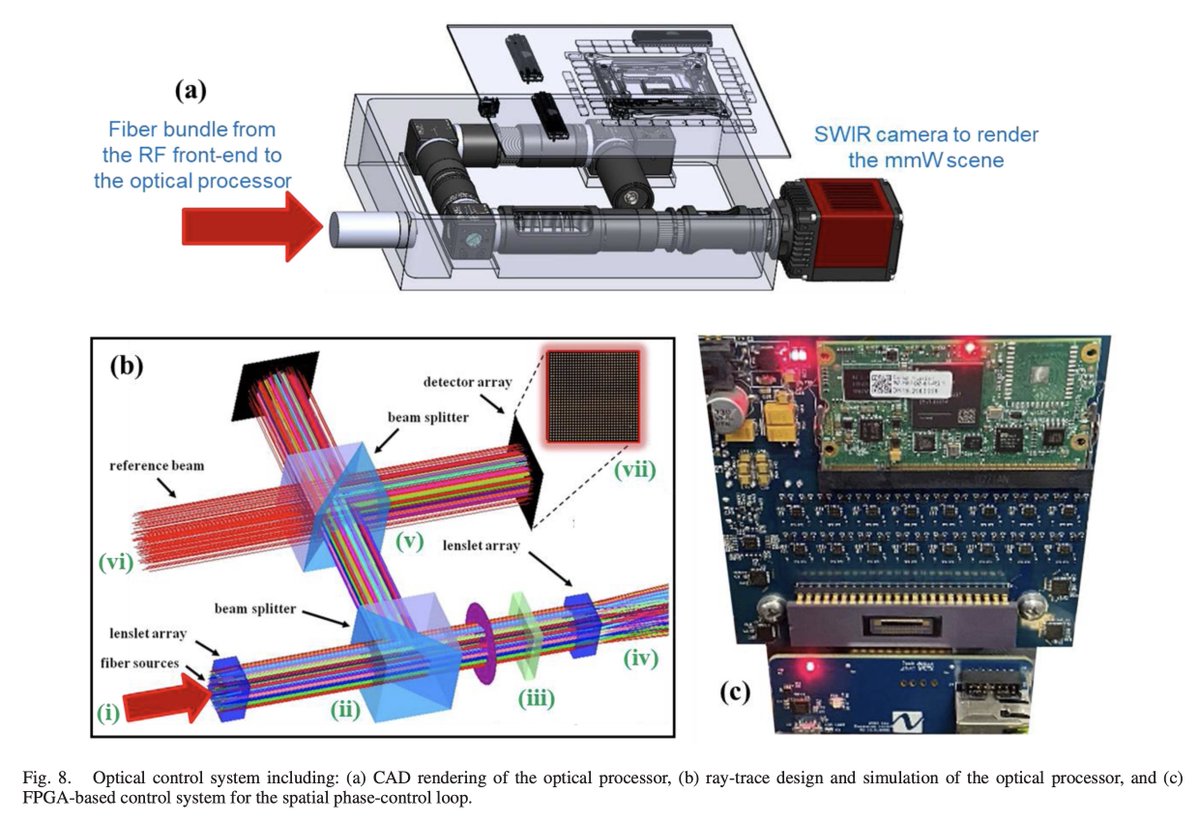 (a)
Fiber bundle from
the RF front-end to
the optical processor
SWIR camera to render
the mmW scene
(b)
detector array
beam splitter
reference beam
(vii)
(v)
lenslet array
(vi)
beam splitter
lenslet array
fiber sources
(iv)
(iii)
(i)
(ii)
(c)
Fig. 8. Optical control system including: (a) CAD rendering of the optical processor, (b) ray-trace design and simulation of the optical processor, and (c)
FPGA-based control system for the spatial phase-control loop.